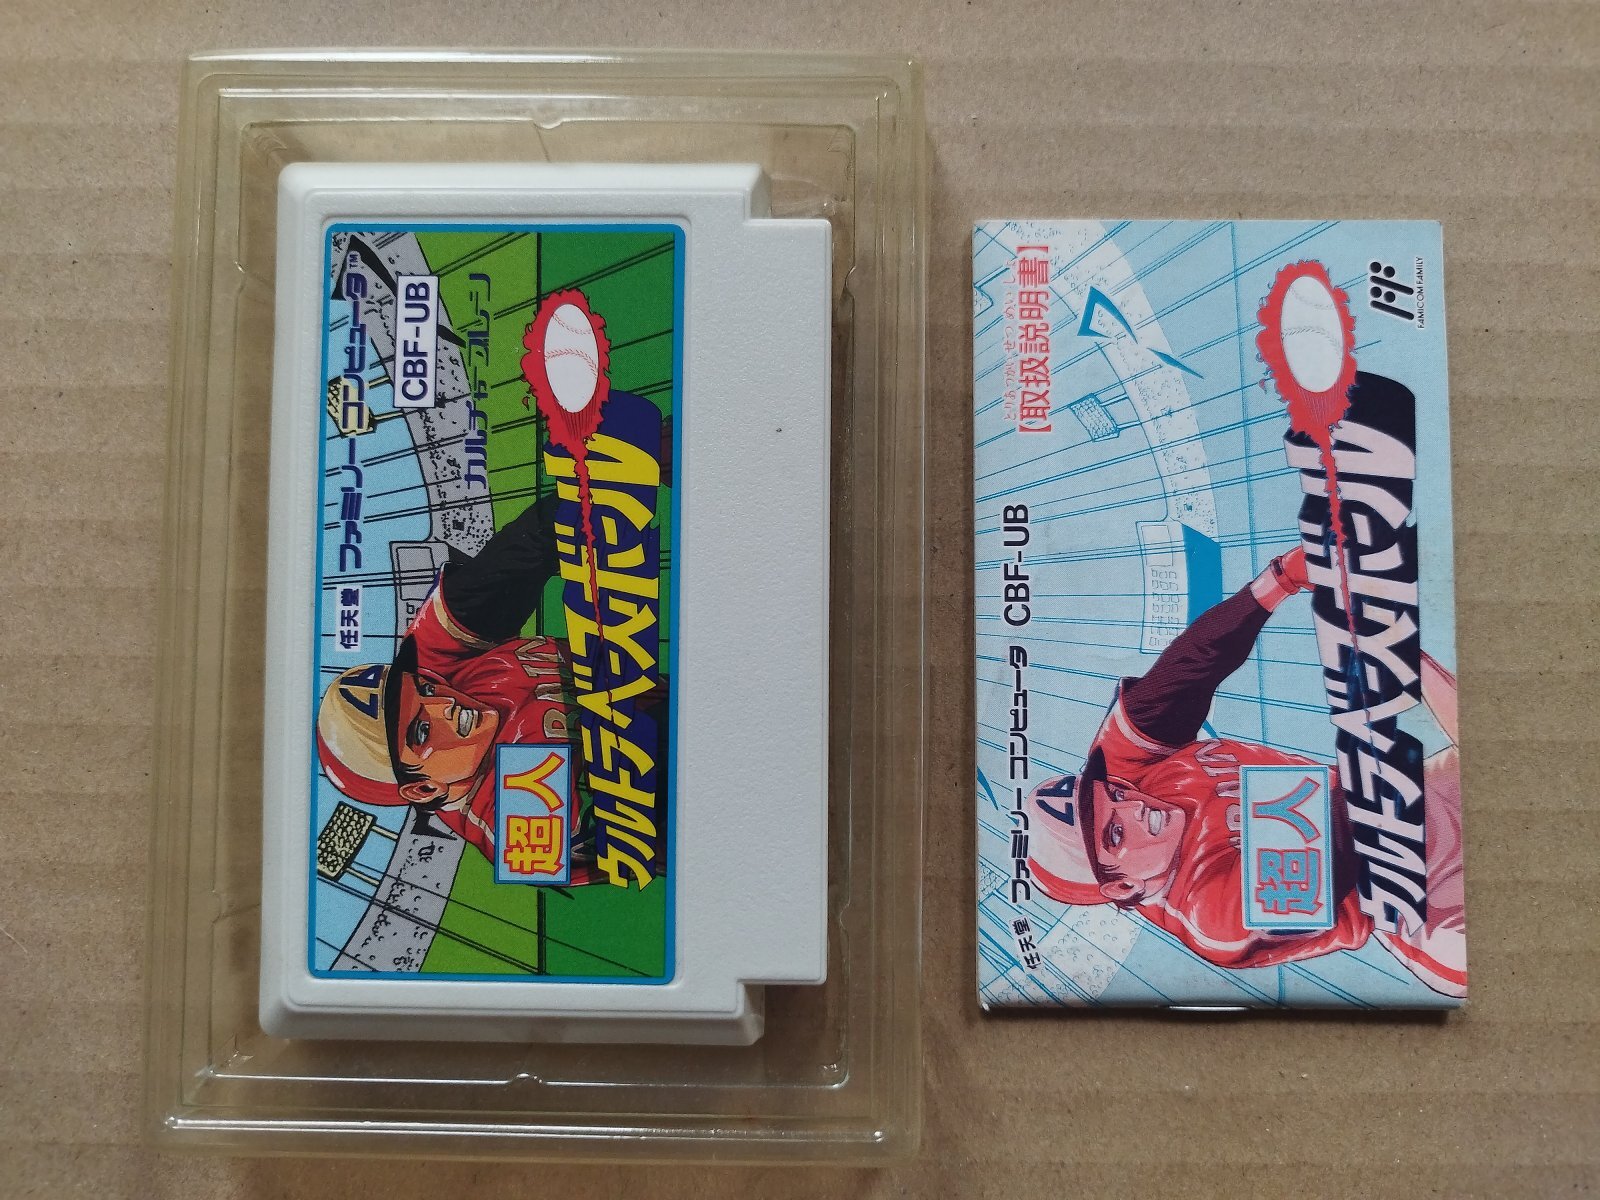 任天堂 ファミリーコンピュータ™
CBF-UB
カルチャーブレーン
超人
ウルトラベースボール
任天堂 ファミリーコンピュータ CBF-UB
とりあつかいせつめいしょ
【取扱説明書】
FAMICOM FAMILY
超人
ウルトラベースボール